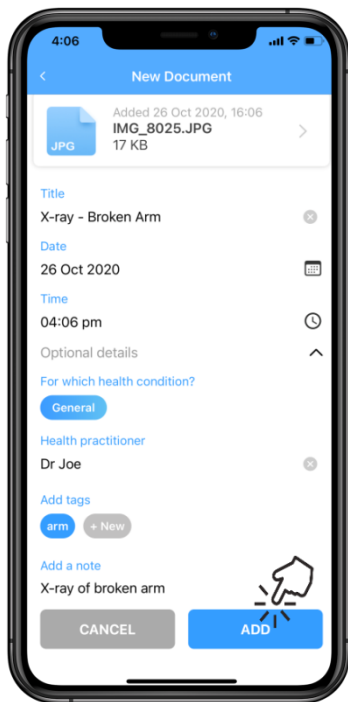 4:06
New Document
Added 26 Oct 2020, 16:06
IMG_8025.JPG
JPG
17 KB
Title
X-ray - Broken Arm
Date
26 Oct 2020
Time
04:06 pm
Optional details
For which health condition?
General
Health practitioner
Dr Joe
Add tags
arm + New
Add a note
X-ray of broken arm
CANCEL ADD